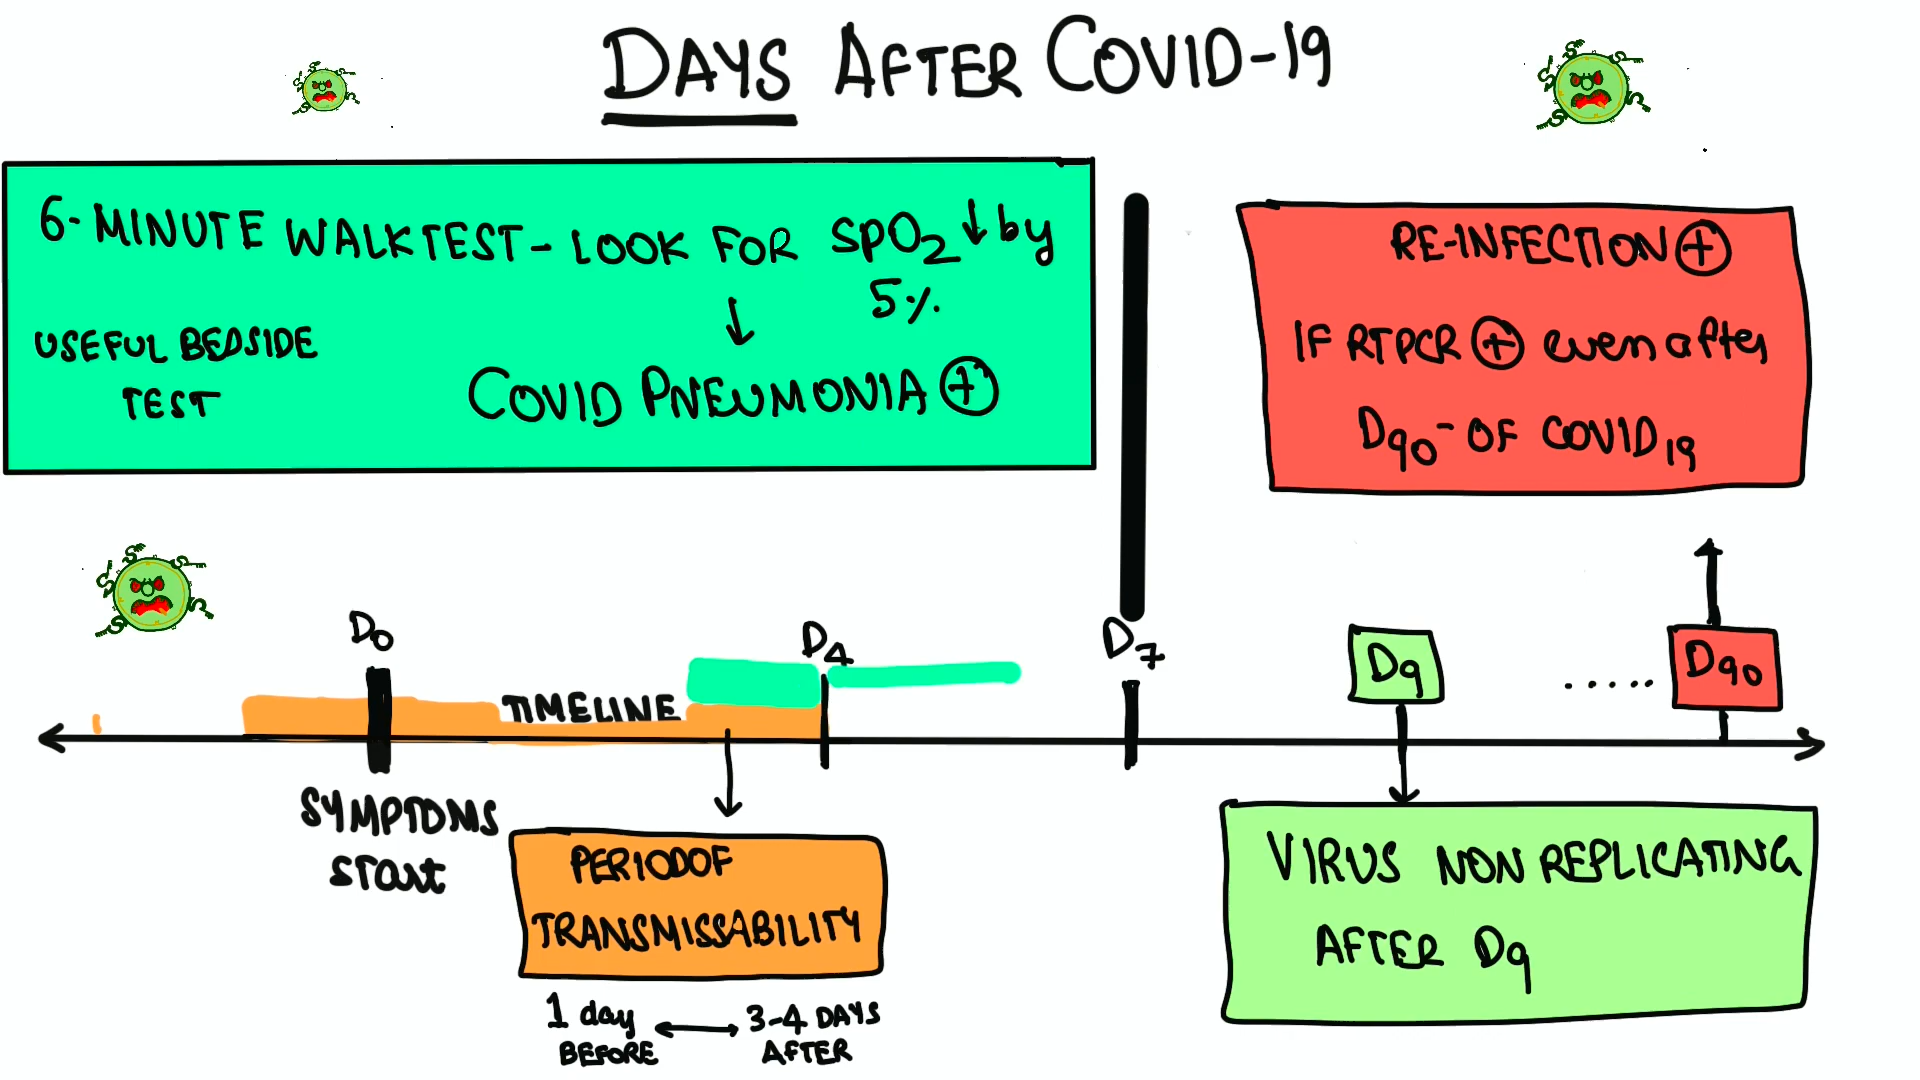 DAYS AFTER COVID-19
6-MINUTE WALKTEST - LOOK FOR SPO2 ↓ by
5%
↓
USEFUL BEDSIDE
TEST
COVID PNEUMONIA ⊕
RE-INFECTION ⊕
IF RTPCR ⊕ even after
D90 - OF COVID19
D0
TIMELINE
D4
D7
D9
.....
D90
SYMPTOMS
START
PERIODOF
TRANSMISSABILITY
1 day ↔ 3-4 DAYS
BEFORE AFTER
VIRUS NON REPLICATING
AFTER D9